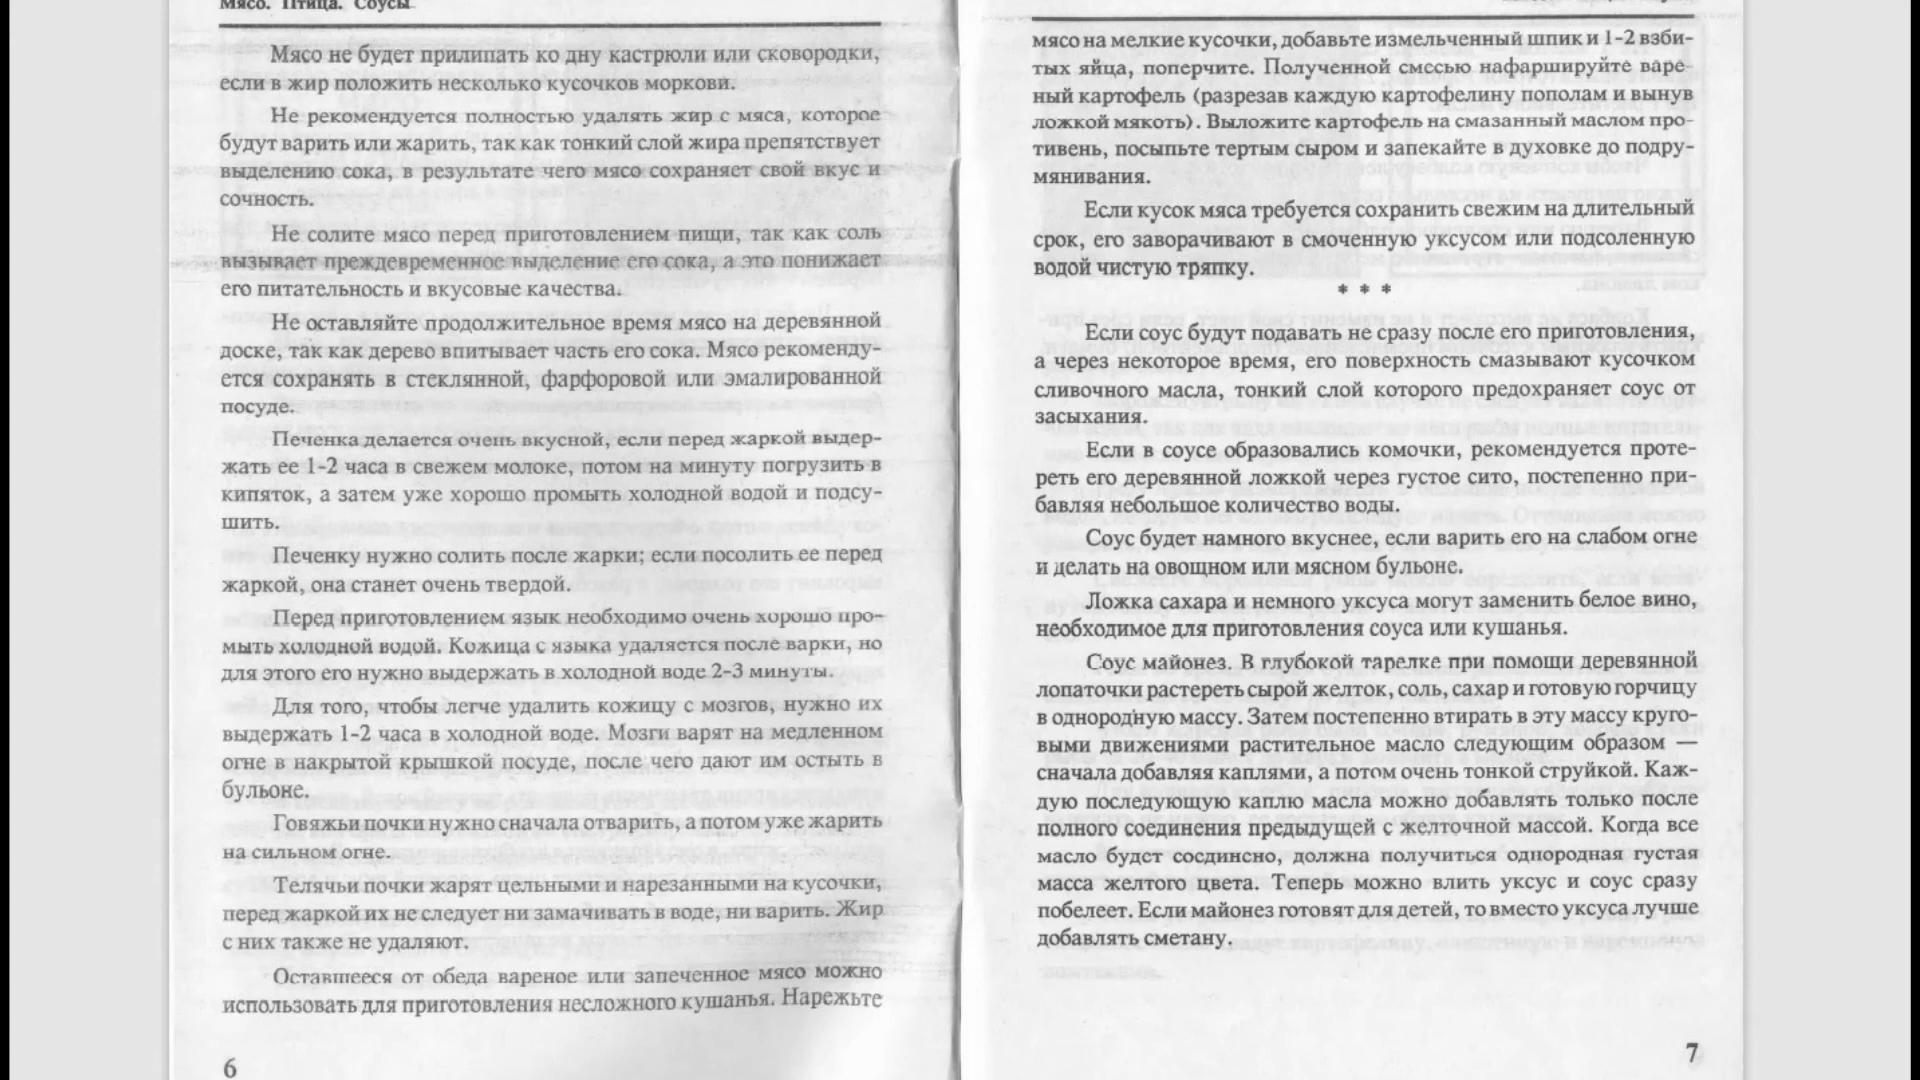 Мясо. Птица. Соусы
Мясо не будет прилипать ко дну кастрюли или сковородки,
если в жир положить несколько кусочков моркови.
Не рекомендуется полностью удалять жир с мяса, которое
будут варить или жарить, так как тонкий слой жира препятствует
выделению сока, в результате чего мясо сохраняет свой вкус и
сочность.
Не солите мясо перед приготовлением пищи, так как соль
вызывает преждевременное выделение его сока, а это понижает
его питательность и вкусовые качества.
Не оставляйте продолжительное время мясо на деревянной
доске, так как дерево впитывает часть его сока. Мясо рекоменду-
ется сохранять в стеклянной, фарфоровой или эмалированной
посуде.
Печенка делается очень вкусной, если перед жаркой выдер-
жать ее 1-2 часа в свежем молоке, потом на минуту погрузить в
кипяток, а затем уже хорошо промыть холодной водой и подсу-
шить.
Печенку нужно солить после жарки; если посолить ее перед
жаркой, она станет очень твердой.
Перед приготовлением язык необходимо очень хорошо про-
мыть холодной водой. Кожица с языка удаляется после варки, но
для этого его нужно выдержать в холодной воде 2-3 минуты.
Для того, чтобы легче удалить кожицу с мозгов, нужно их
выдержать 1-2 часа в холодной воде. Мозги варят на медленном
огне в накрытой крышкой посуде, после чего дают им остыть в
бульоне.
Говяжьи почки нужно сначала отварить, а потом уже жарить
на сильном огне.
Телячьи почки жарят цельными и нарезанными на кусочки,
перед жаркой их не следует ни замачивать в воде, ни варить. Жир
с них также не удаляют.
Оставшееся от обеда вареное или запеченное мясо можно
использовать для приготовления несложного кушанья. Нарежьте
6
мясо на мелкие кусочки, добавьте измельченный шпик и 1-2 взби-
тых яйца, поперчите. Полученной смесью нафаршируйте варе-
ный картофель (разрезав каждую картофелину пополам и вынув
ложкой мякоть). Выложите картофель на смазанный маслом про-
тивень, посыпьте тертым сыром и запекайте в духовке до подру-
мянивания.
Если кусок мяса требуется сохранить свежим на длительный
срок, его заворачивают в смоченную уксусом или подсоленную
водой чистую тряпку.
* * *
Если соус будут подавать не сразу после его приготовления,
а через некоторое время, его поверхность смазывают кусочком
сливочного масла, тонкий слой которого предохраняет соус от
засыхания.
Если в соусе образовались комочки, рекомендуется проте-
реть его деревянной ложкой через густое сито, постепенно при-
бавляя небольшое количество воды.
Соус будет намного вкуснее, если варить его на слабом огне
и делать на овощном или мясном бульоне.
Ложка сахара и немного уксуса могут заменить белое вино,
необходимое для приготовления соуса или кушанья.
Соус майонез. В глубокой тарелке при помощи деревянной
лопаточки растереть сырой желток, соль, сахар и готовую горчицу
в однородную массу. Затем постепенно втирать в эту массу круго-
выми движениями растительное масло следующим образом —
сначала добавляя каплями, а потом очень тонкой струйкой. Каж-
дую последующую каплю масла можно добавлять только после
полного соединения предыдущей с желточной массой. Когда все
масло будет соединено, должна получиться однородная густая
масса желтого цвета. Теперь можно влить уксус и соус сразу
побелеет. Если майонез готовят для детей, то вместо уксуса лучше
добавлять сметану.
7